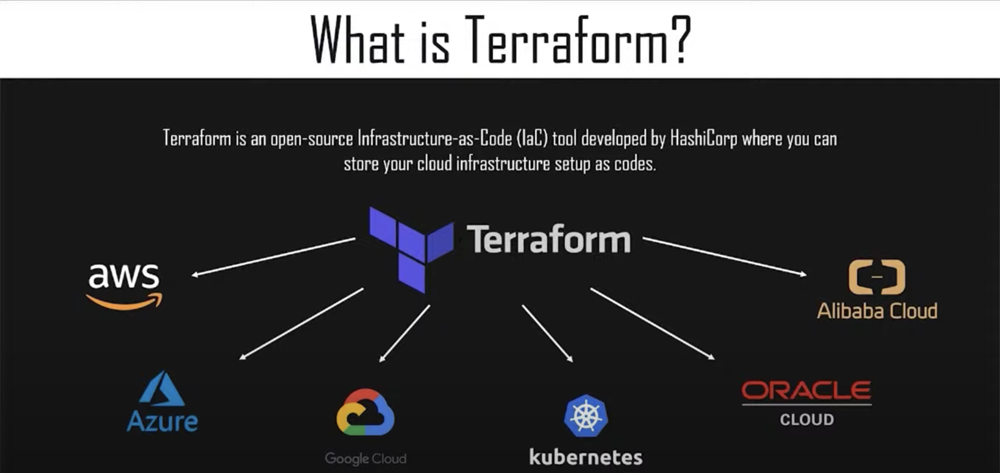 What is Terraform?
Terraform is an open-source Infrastructure-as-Code (IaC) tool developed by HashiCorp where you can
store your cloud infrastructure setup as codes.
Terraform
aws
Alibaba Cloud
Azure
Google Cloud
kubernetes
ORACLE
CLOUD